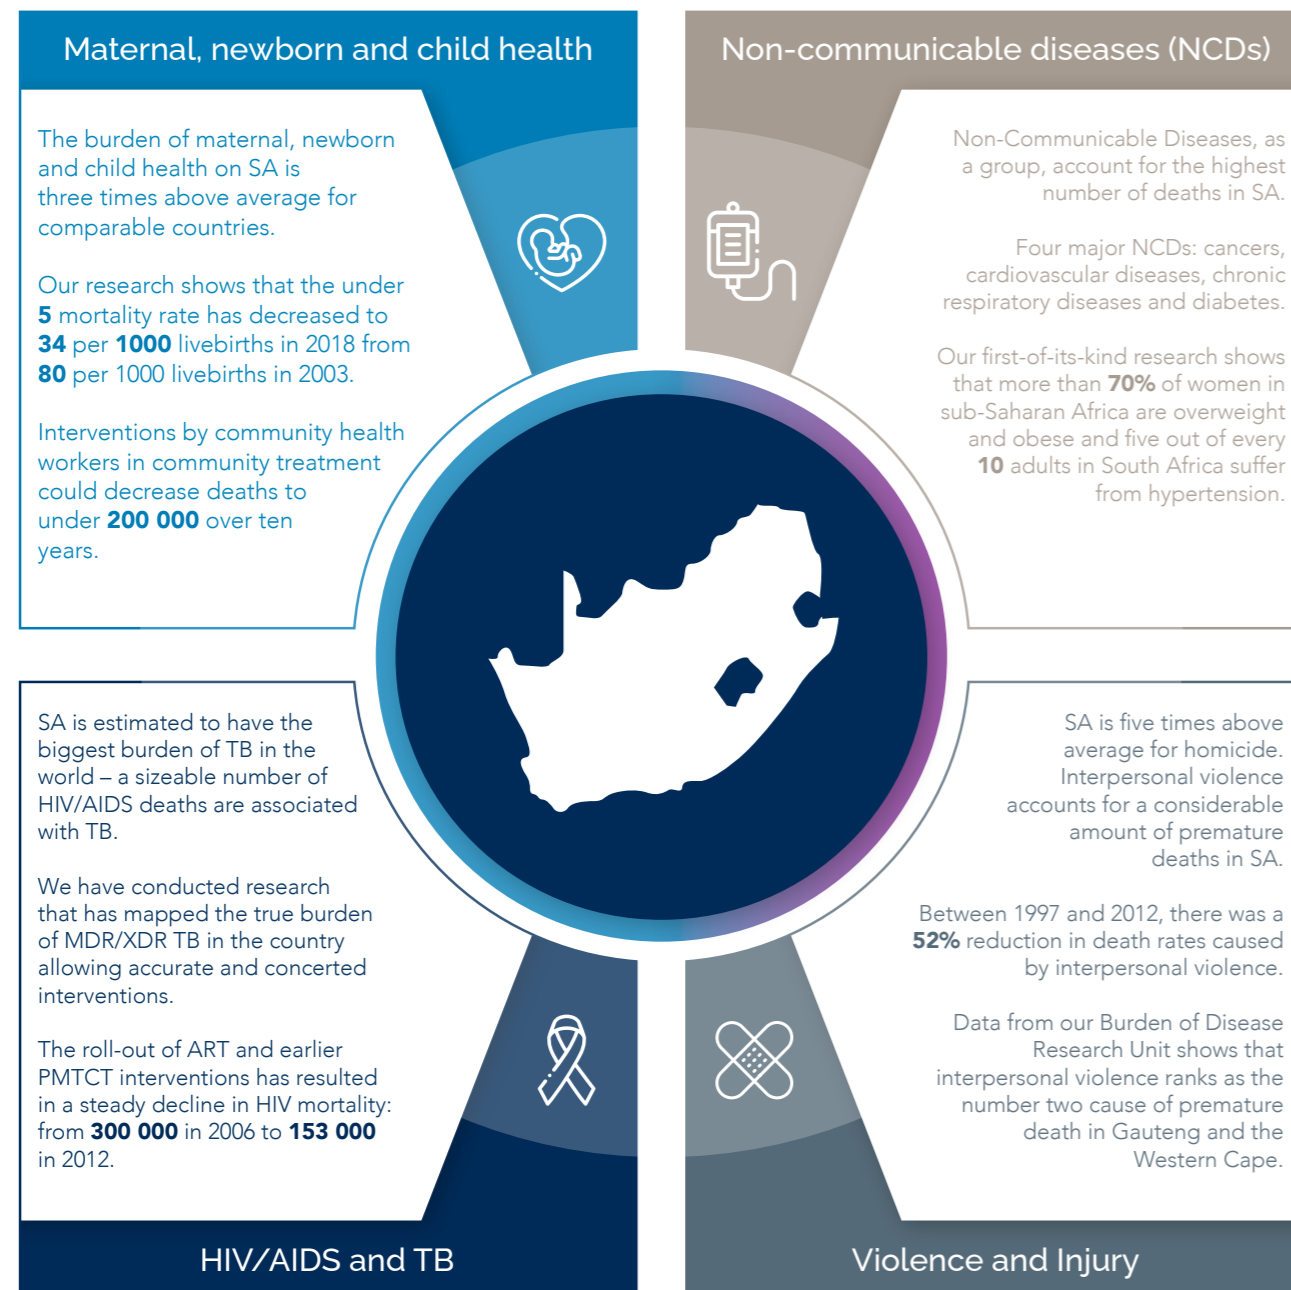 Maternal, newborn and child health
The burden of maternal, newborn
and child health on SA is
three times above average for
comparable countries.
Our research shows that the under
5 mortality rate has decreased to
34 per 1000 livebirths in 2018 from
80 per 1000 livebirths in 2003.
Interventions by community health
workers in community treatment
could decrease deaths to
under 200 000 over ten
years.
Non-communicable diseases (NCDs)
Non-Communicable Diseases, as
a group, account for the highest
number of deaths in SA.
Four major NCDs: cancers,
cardiovascular diseases, chronic
respiratory diseases and diabetes.
Our first-of-its-kind research shows
that more than 70% of women in
sub-Saharan Africa are overweight
and obese and five out of every
10 adults in South Africa suffer
from hypertension.
SA is estimated to have the
biggest burden of TB in the
world – a sizeable number of
HIV/AIDS deaths are associated
with TB.
We have conducted research
that has mapped the true burden
of MDR/XDR TB in the country
allowing accurate and concerted
interventions.
The roll-out of ART and earlier
PMTCT interventions has resulted
in a steady decline in HIV mortality:
from 300 000 in 2006 to 153 000
in 2012.
HIV/AIDS and TB
SA is five times above
average for homicide.
Interpersonal violence
accounts for a considerable
amount of premature
deaths in SA.
Between 1997 and 2012, there was a
52% reduction in death rates caused
by interpersonal violence.
Data from our Burden of Disease
Research Unit shows that
interpersonal violence ranks as the
number two cause of premature
death in Gauteng and the
Western Cape.
Violence and Injury